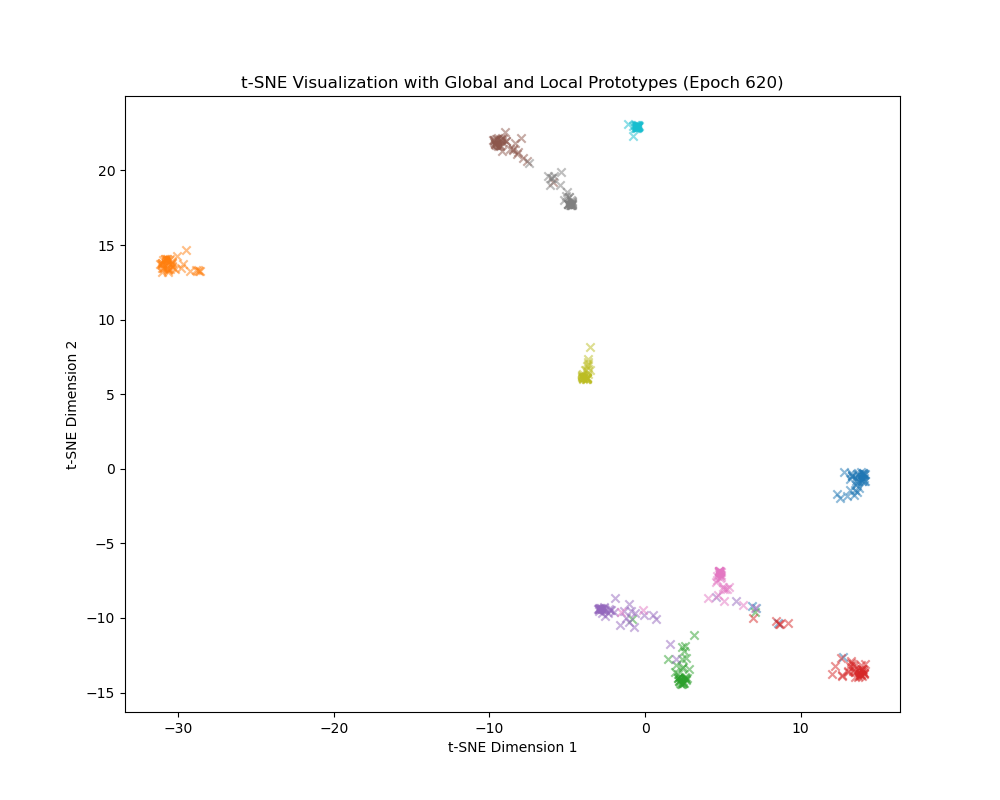 t-SNE Visualization with Global and Local Prototypes (Epoch 620)
20
15
10
5
0
−5
−10
−15
t-SNE Dimension 2
−30 −20 −10 0 10
t-SNE Dimension 1